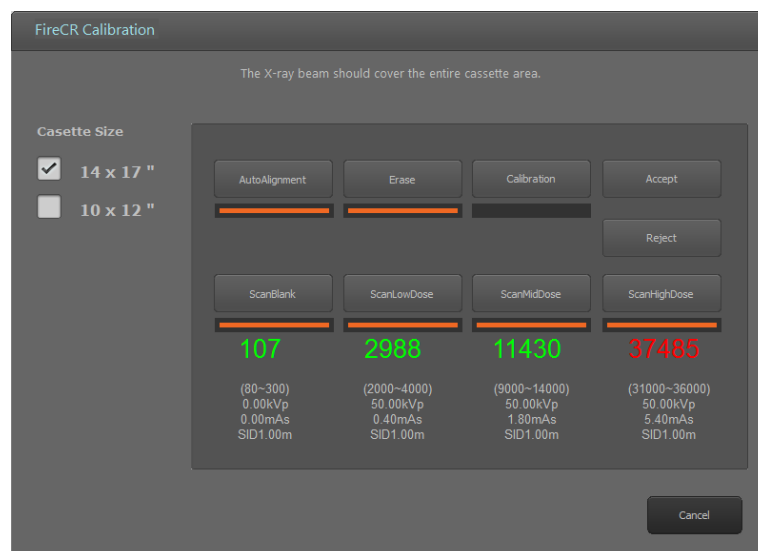 FireCR Calibration
The X-ray beam should cover the entire cassette area.
Casette Size
14 x 17 "
10 x 12 "
AutoAlignment Erase Calibration Accept
Reject
ScanBlank ScanLowDose ScanMidDose ScanHighDose
107 2988 11430 37485
(80~300) (2000~4000) (9000~14000) (31000~36000)
0.00kVp 50.00kVp 50.00kVp 50.00kVp
0.00mAs 0.40mAs 1.80mAs 5.40mAs
SID1.00m SID1.00m SID1.00m SID1.00m
Cancel